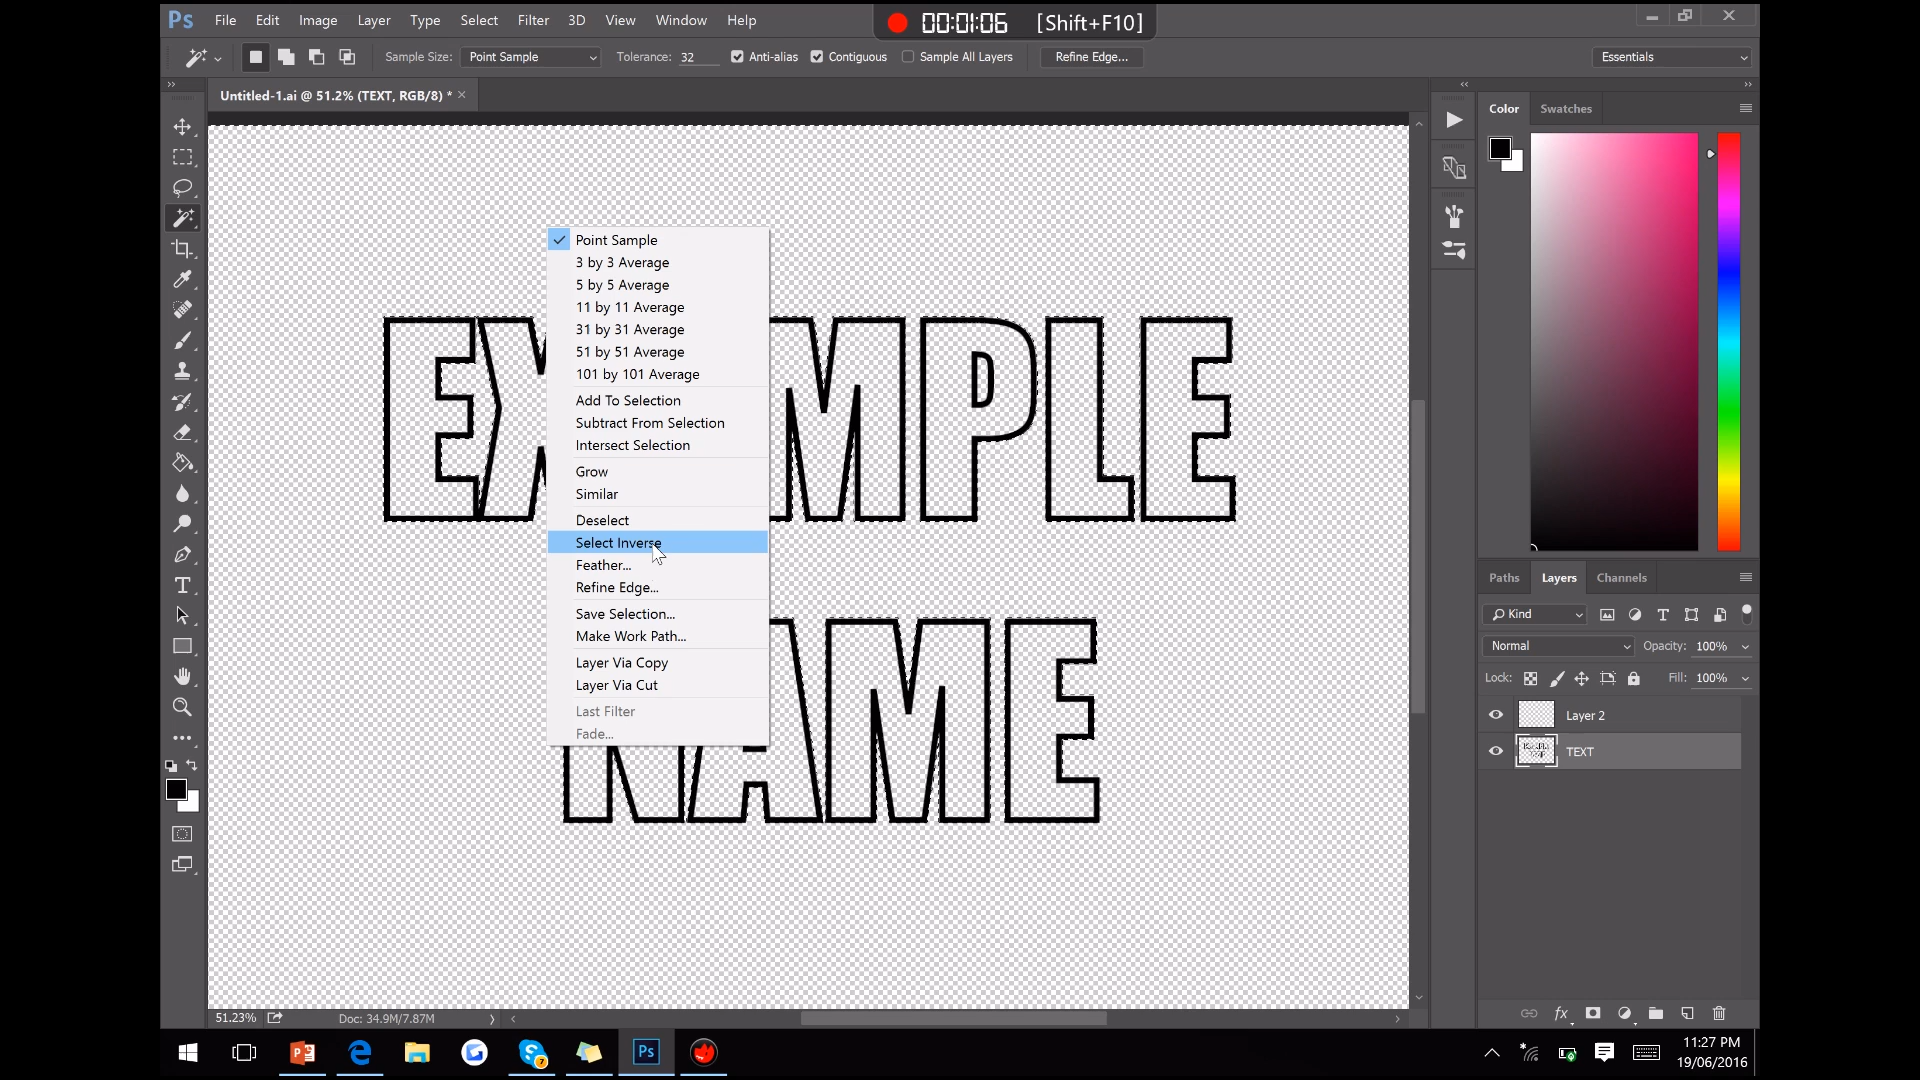 Ps File Edit Image Layer Type Select Filter 3D View Window Help
00:01:06 [Shift+F10]
Sample Size: Point Sample Tolerance: 32 Anti-alias Contiguous Sample All Layers Refine Edge... Essentials
Untitled-1.ai @ 51.2% (TEXT, RGB/8) *
Color Swatches
Point Sample
3 by 3 Average
5 by 5 Average
11 by 11 Average
31 by 31 Average
51 by 51 Average
101 by 101 Average
Add To Selection
Subtract From Selection
Intersect Selection
Grow
Similar
Deselect
Select Inverse
Feather...
Refine Edge...
Save Selection...
Make Work Path...
Layer Via Copy
Layer Via Cut
Last Filter
Fade...
EX MPLE
NAME
Paths Layers Channels
Kind
Normal Opacity: 100%
Lock: Fill: 100%
Layer 2
TEXT
fx
51.23% Doc: 34.9M/7.87M
7
Ps
11:27 PM
19/06/2016